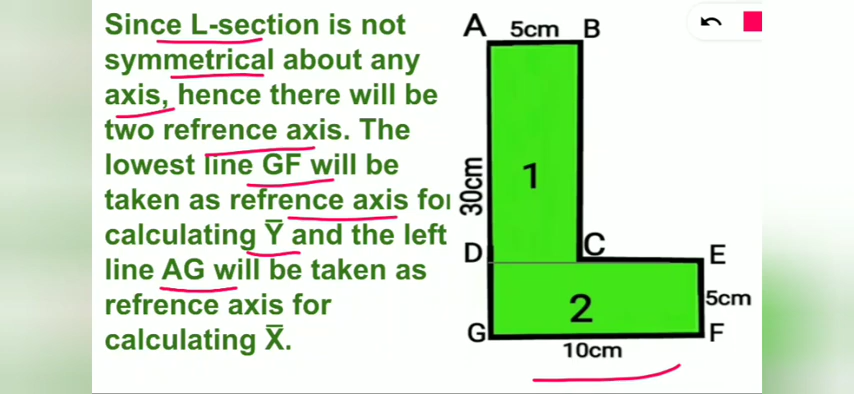 Since L-section is not
symmetrical about any
axis, hence there will be
two refrence axis. The
lowest line GF will be
taken as refrence axis for
calculating Y̅ and the left
line AG will be taken as
refrence axis for
calculating X̅.
A 5cm B
1
30cm
D C E
2 5cm
G F
10cm